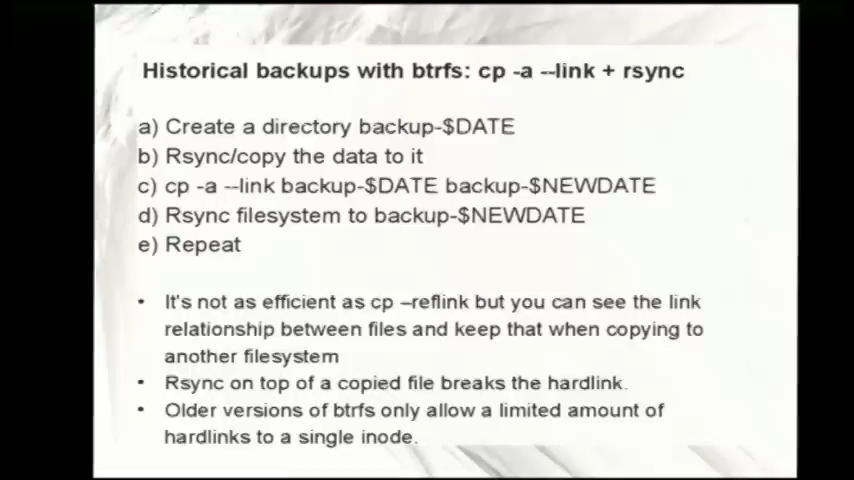 Historical backups with btrfs: cp -a --link + rsync
a) Create a directory backup-$DATE
b) Rsync/copy the data to it
c) cp -a --link backup-$DATE backup-$NEWDATE
d) Rsync filesystem to backup-$NEWDATE
e) Repeat
• It's not as efficient as cp –reflink but you can see the link
relationship between files and keep that when copying to
another filesystem
• Rsync on top of a copied file breaks the hardlink.
• Older versions of btrfs only allow a limited amount of
hardlinks to a single inode.